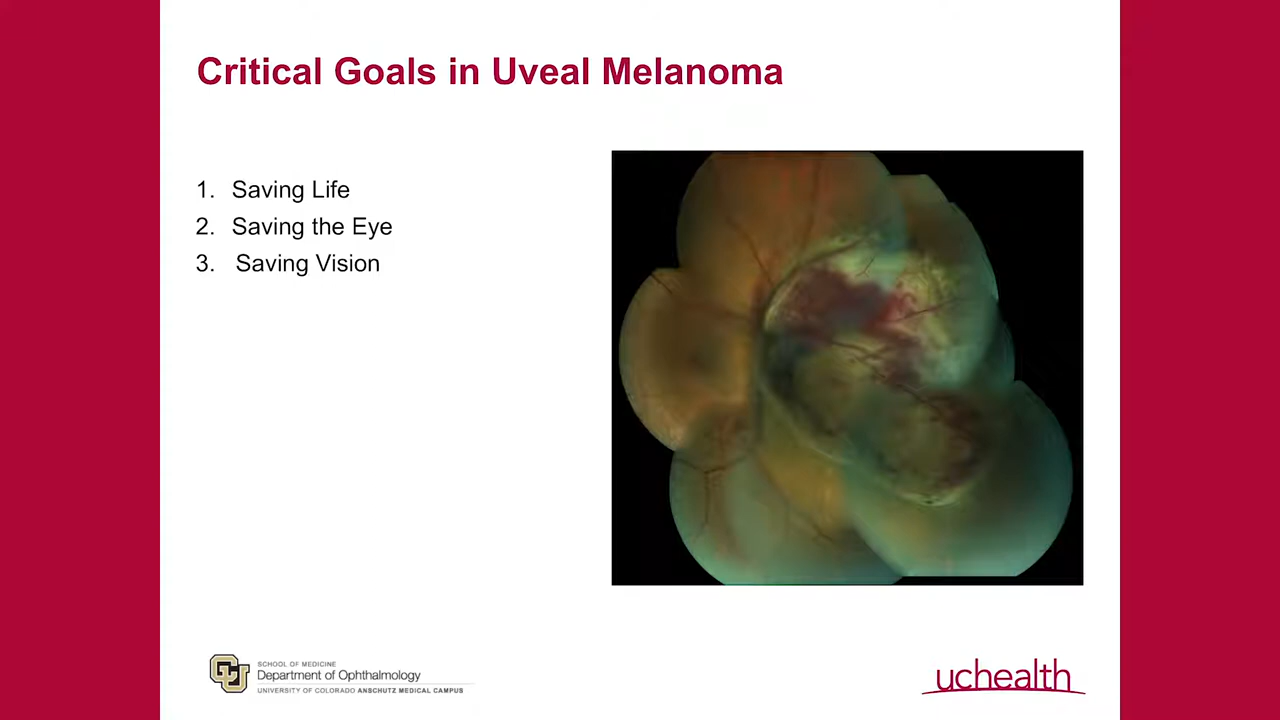 Critical Goals in Uveal Melanoma
1. Saving Life
2. Saving the Eye
3. Saving Vision
CU
SCHOOL OF MEDICINE
Department of Ophthalmology
UNIVERSITY OF COLORADO ANSCHUTZ MEDICAL CAMPUS
uchealth